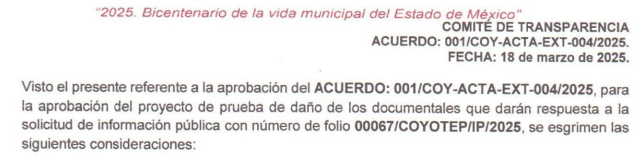 "2025. Bicentenario de la vida municipal del Estado de México"
COMITÉ DE TRANSPARENCIA
ACUERDO: 001/COY-ACTA-EXT-004/2025.
FECHA: 18 de marzo de 2025.
Visto el presente referente a la aprobación del ACUERDO: 001/COY-ACTA-EXT-004/2025, para
la aprobación del proyecto de prueba de daño de los documentales que darán respuesta a la
solicitud de información pública con número de folio 00067/COYOTEP/IP/2025, se esgrimen las
siguientes consideraciones: